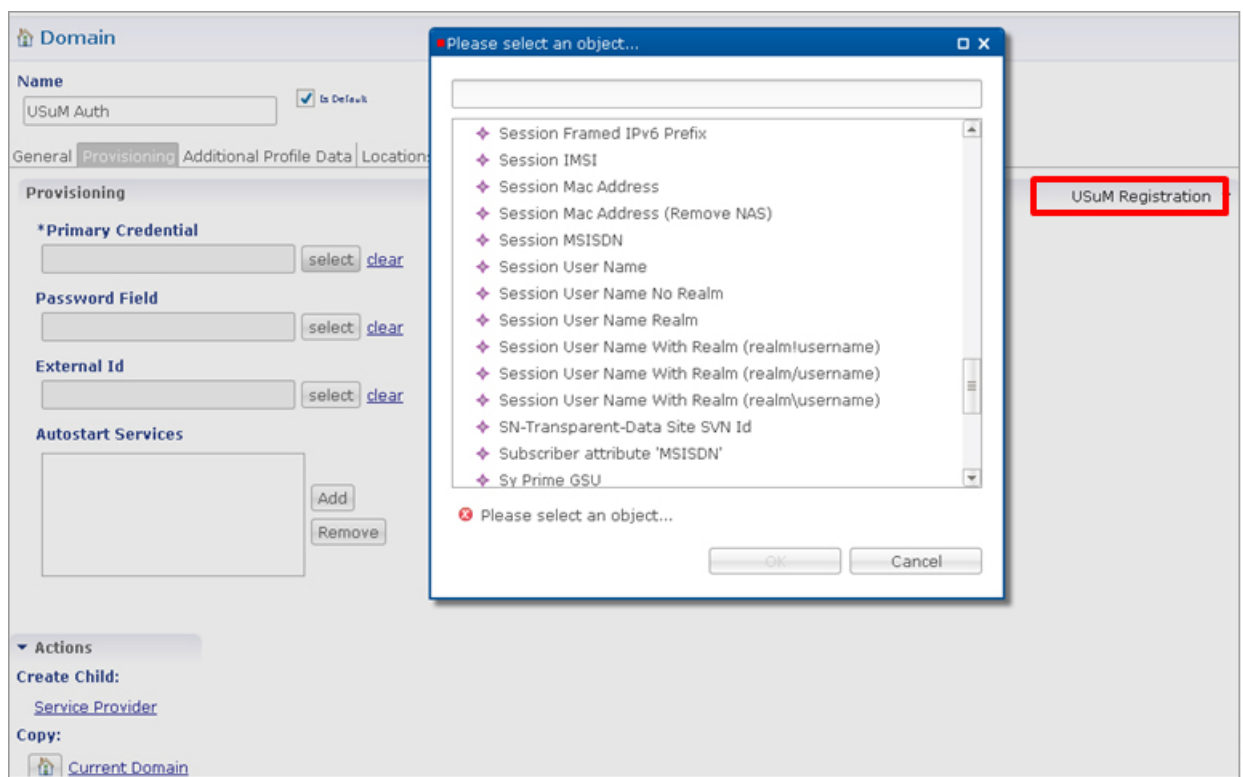 Domain
Name
USuM Auth
Is Default
General Provisioning Additional Profile Data Location
Provisioning
USuM Registration
*Primary Credential
select clear
Password Field
select clear
External Id
select clear
Autostart Services
Add
Remove
Actions
Create Child:
Service Provider
Copy:
Current Domain
Please select an object...
Session Framed IPv6 Prefix
Session IMSI
Session Mac Address
Session Mac Address (Remove NAS)
Session MSISDN
Session User Name
Session User Name No Realm
Session User Name Realm
Session User Name With Realm (realm!username)
Session User Name With Realm (realm/username)
Session User Name With Realm (realm\username)
SN-Transparent-Data Site SVN Id
Subscriber attribute 'MSISDN'
Sy Prime GSU
Please select an object...
OK Cancel